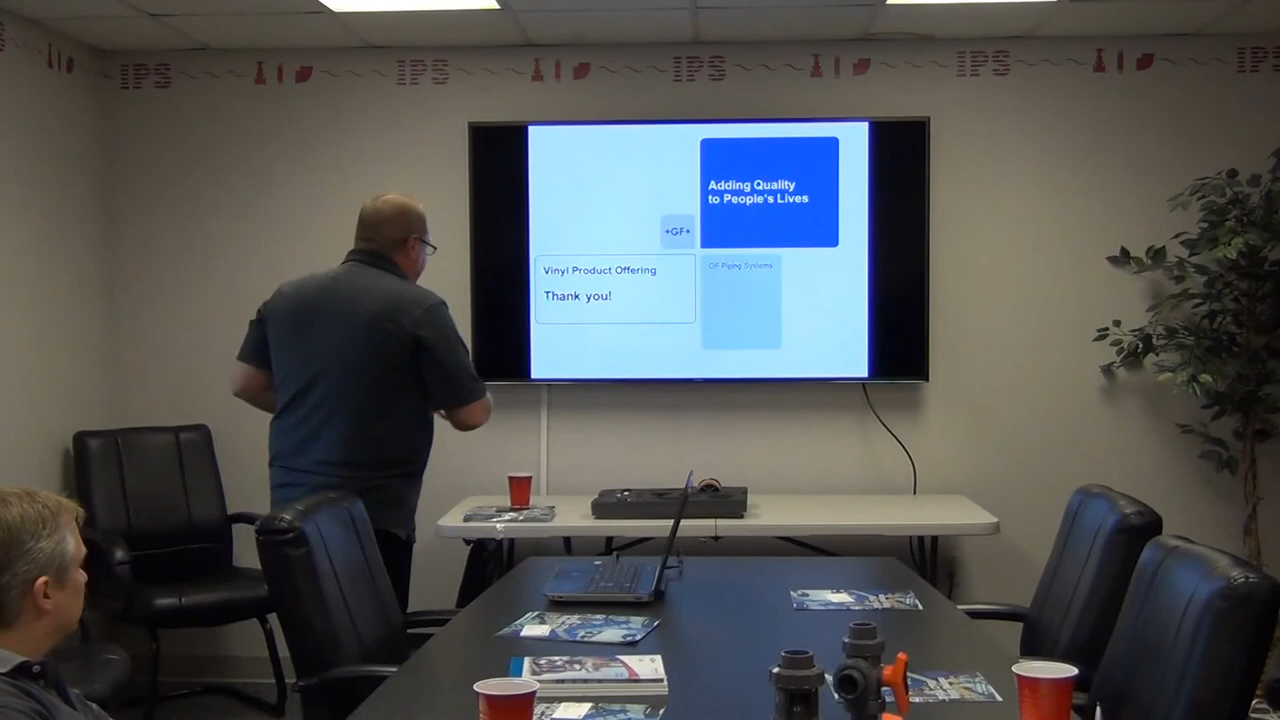 IPS
IPS
IPS
IPS
IPS
Adding Quality
to People's Lives
+GF+
Vinyl Product Offering
Thank you!
GF Piping Systems